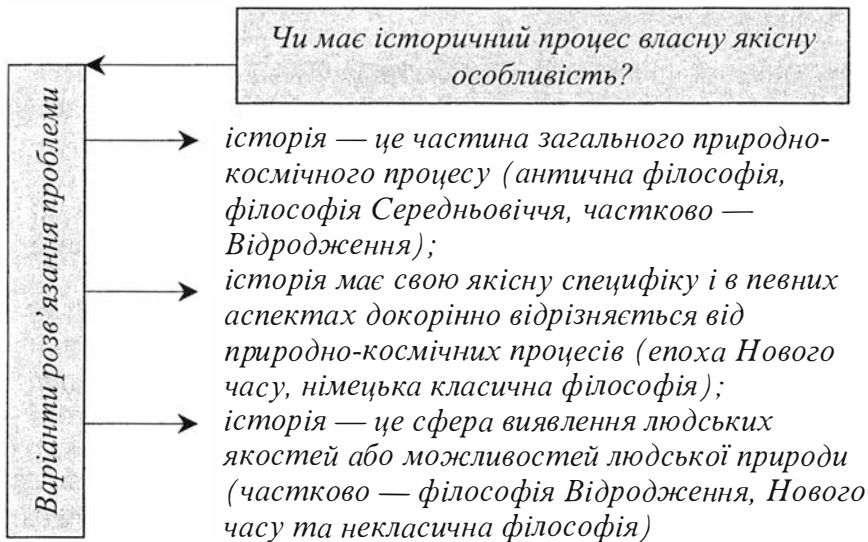 Чи має історичний процес власну якісну
особливість?
Варіанти розв’язання проблеми
історія — це частина загального природно-
космічного процесу (антична філософія,
філософія Середньовіччя, частково —
Відродження);
історія має свою якісну специфіку і в певних
аспектах докорінно відрізняється від
природно-космічних процесів (епоха Нового
часу, німецька класична філософія);
історія — це сфера виявлення людських
якостей або можливостей людської природи
(частково — філософія Відродження, Нового
часу та некласична філософія)